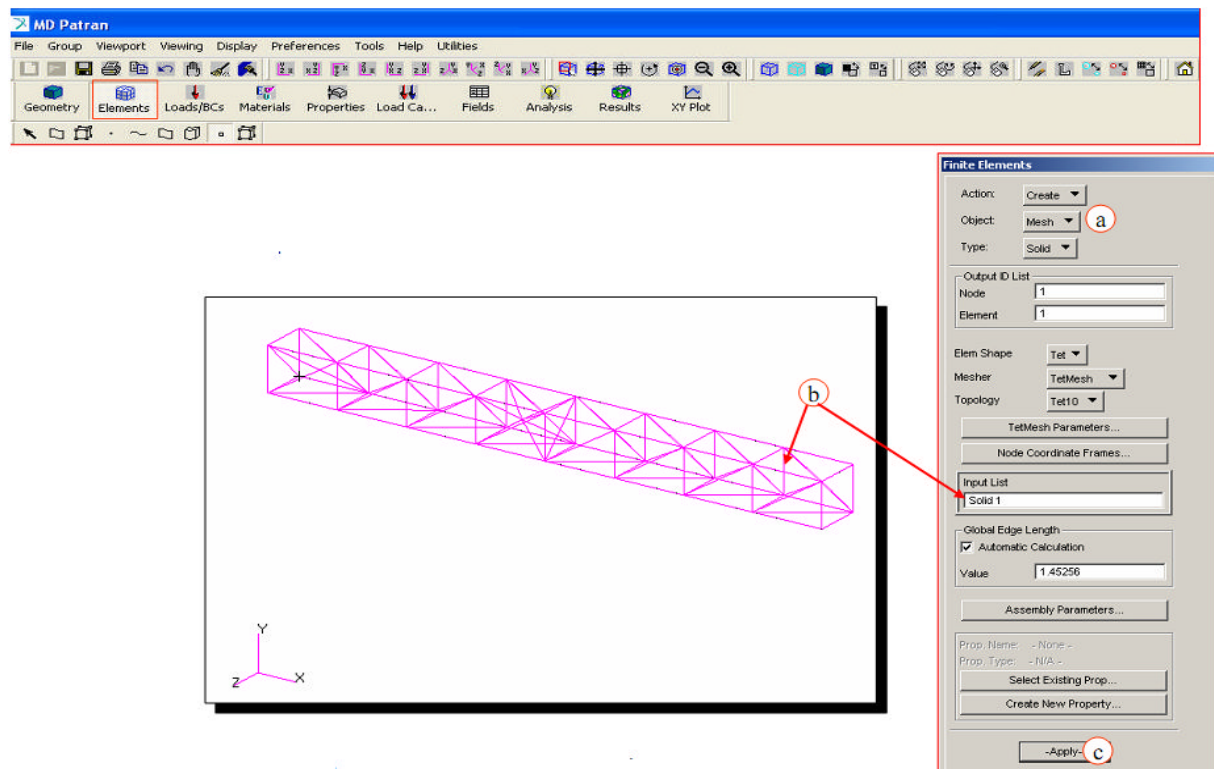 MD Patran
File Group Viewport Viewing Display Preferences Tools Help Utilities
Geometry Elements Loads/BCs Materials Properties Load Ca... Fields Analysis Results XY Plot
Finite Elements
Action: Create
Object: Mesh a
Type: Solid
Output ID List
Node 1
Element 1
Elem Shape Tet
Mesher TetMesh
Topology Tet10
TetMesh Parameters...
Node Coordinate Frames...
b
Input List
Solid 1
Global Edge Length
Automatic Calculation
Value 1.45256
Assembly Parameters...
Prop. Name: - None -
Prop. Type: - N/A -
Select Existing Prop...
Create New Property...
-Apply- c
Y
Z X